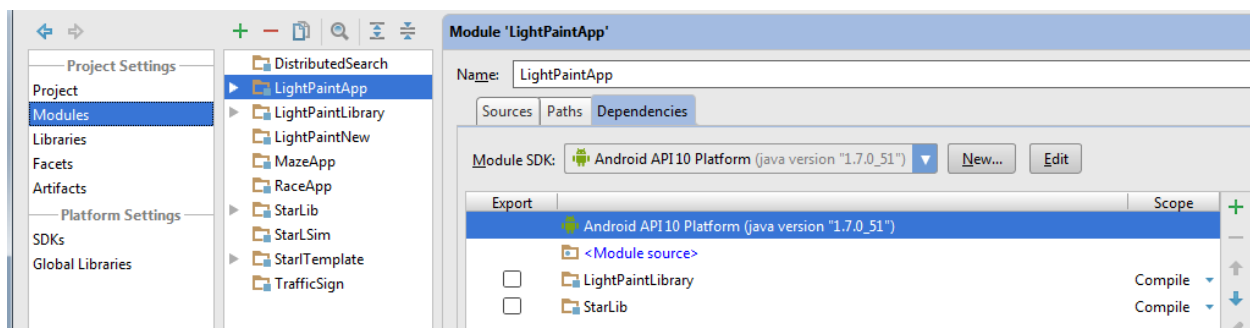 Project Settings
Project
Modules
Libraries
Facets
Artifacts
Platform Settings
SDKs
Global Libraries
DistributedSearch
LightPaintApp
LightPaintLibrary
LightPaintNew
MazeApp
RaceApp
StarLib
StarLSim
StarlTemplate
TrafficSign
Module 'LightPaintApp'
Name: LightPaintApp
Sources Paths Dependencies
Module SDK: Android API 10 Platform (java version "1.7.0_51") New... Edit
Export Scope
Android API 10 Platform (java version "1.7.0_51")
<Module source>
LightPaintLibrary Compile
StarLib Compile